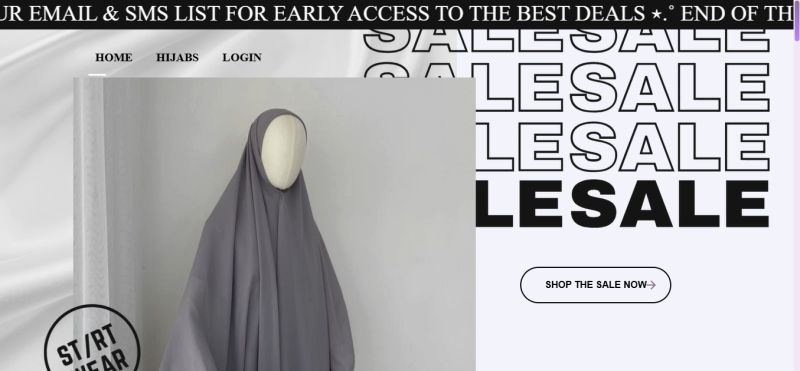 UR EMAIL & SMS LIST FOR EARLY ACCESS TO THE BEST DEALS ⋆.˚ END OF TH
HOME HIJABS LOGIN
SALESALE
SALESALE
LESALE
LESALE
SHOP THE SALE NOW→
ST/RT
WEAR